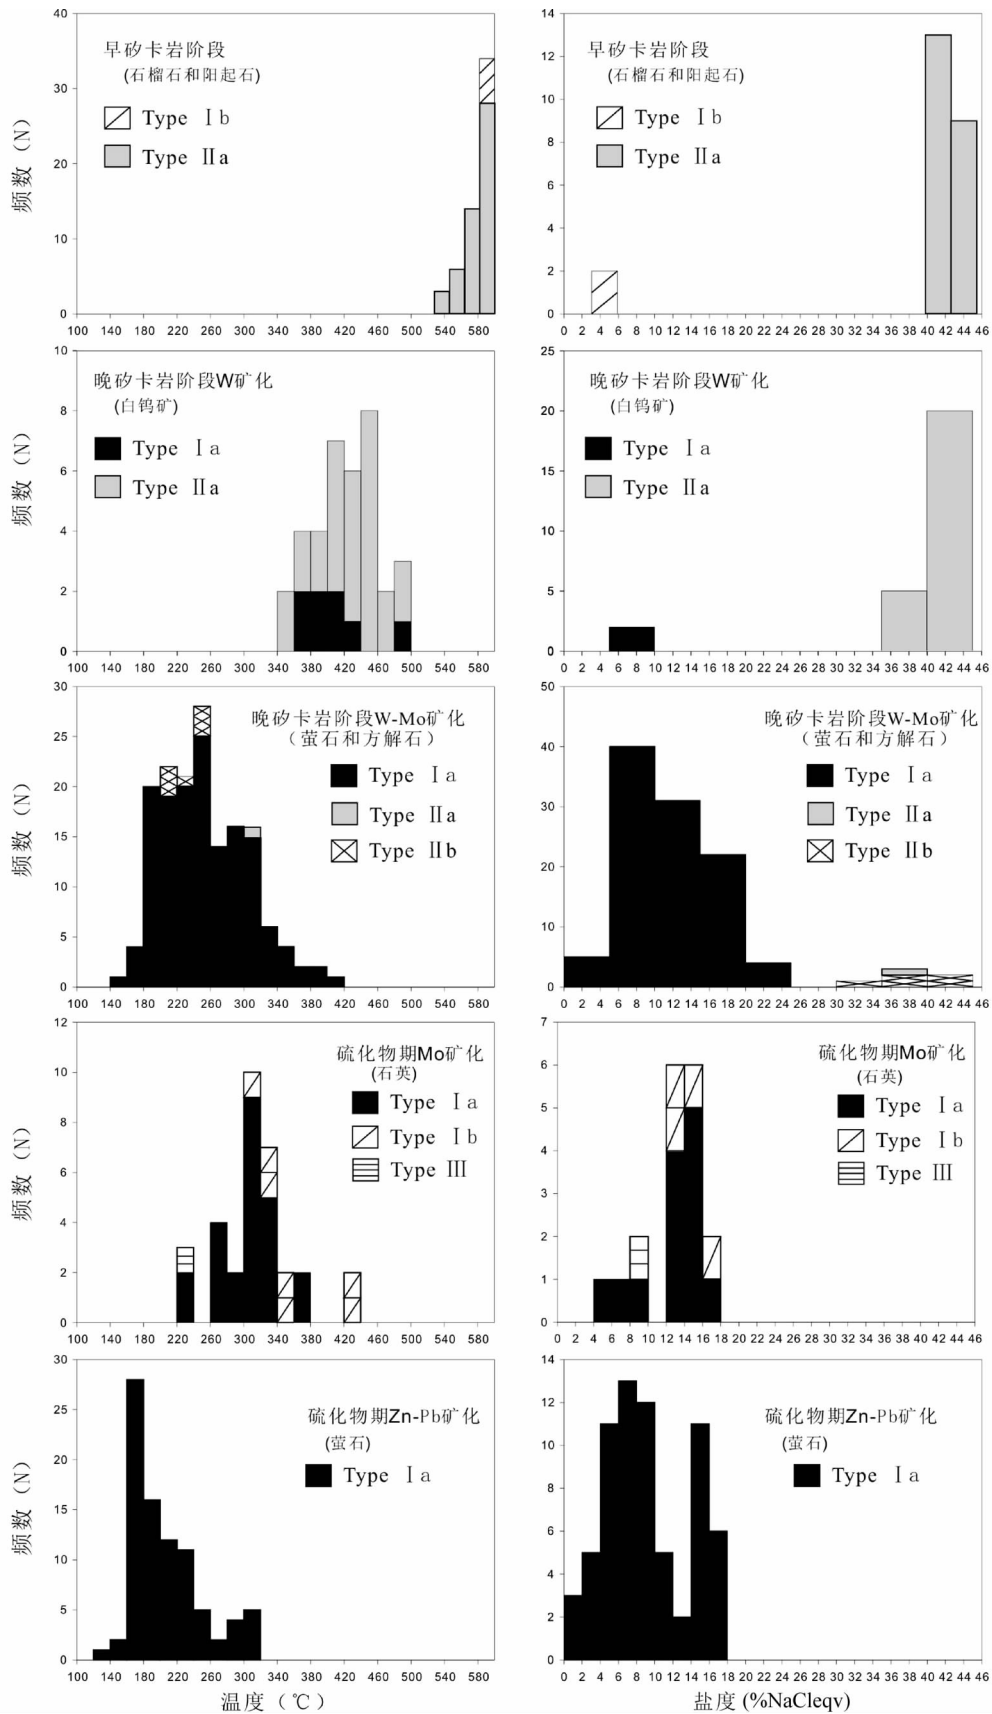 40
30
20
10
0
频数 (N)
早矽卡岩阶段
(石榴石和阳起石)
Type Ⅰb
Type Ⅱa
100 140 180 220 260 300 340 380 420 460 500 540 580
14
12
10
8
6
4
2
0
早矽卡岩阶段
(石榴石和阳起石)
Type Ⅰb
Type Ⅱa
0 2 4 6 8 10 12 14 16 18 20 22 24 26 28 30 32 34 36 38 40 42 44 46
10
8
6
4
2
0
频数 (N)
晚矽卡岩阶段W矿化
(白钨矿)
Type Ⅰa
Type Ⅱa
100 140 180 220 260 300 340 380 420 460 500 540 580
25
20
15
10
5
0
晚矽卡岩阶段W矿化
(白钨矿)
Type Ⅰa
Type Ⅱa
0 2 4 6 8 10 12 14 16 18 20 22 24 26 28 30 32 34 36 38 40 42 44 46
30
25
20
15
10
5
0
频数 (N)
晚矽卡岩阶段W-Mo矿化
(萤石和方解石)
Type Ⅰa
Type Ⅱa
Type Ⅱb
100 140 180 220 260 300 340 380 420 460 500 540 580
50
40
30
20
10
0
晚矽卡岩阶段W-Mo矿化
(萤石和方解石)
Type Ⅰa
Type Ⅱa
Type Ⅱb
0 2 4 6 8 10 12 14 16 18 20 22 24 26 28 30 32 34 36 38 40 42 44 46
12
10
8
6
4
2
0
频数 (N)
硫化物期Mo矿化
(石英)
Type Ⅰa
Type Ⅰb
Type Ⅲ
100 140 180 220 260 300 340 380 420 460 500 540 580
7
6
5
4
3
2
1
0
硫化物期Mo矿化
(石英)
Type Ⅰa
Type Ⅰb
Type Ⅲ
0 2 4 6 8 10 12 14 16 18 20 22 24 26 28 30 32 34 36 38 40 42 44 46
30
25
20
15
10
5
0
频数 (N)
硫化物期Zn-Pb矿化
(萤石)
Type Ⅰa
100 140 180 220 260 300 340 380 420 460 500 540 580
温度 (℃)
14
12
10
8
6
4
2
0
硫化物期Zn-Pb矿化
(萤石)
Type Ⅰa
0 2 4 6 8 10 12 14 16 18 20 22 24 26 28 30 32 34 36 38 40 42 44 46
盐度 (%NaCleqv)